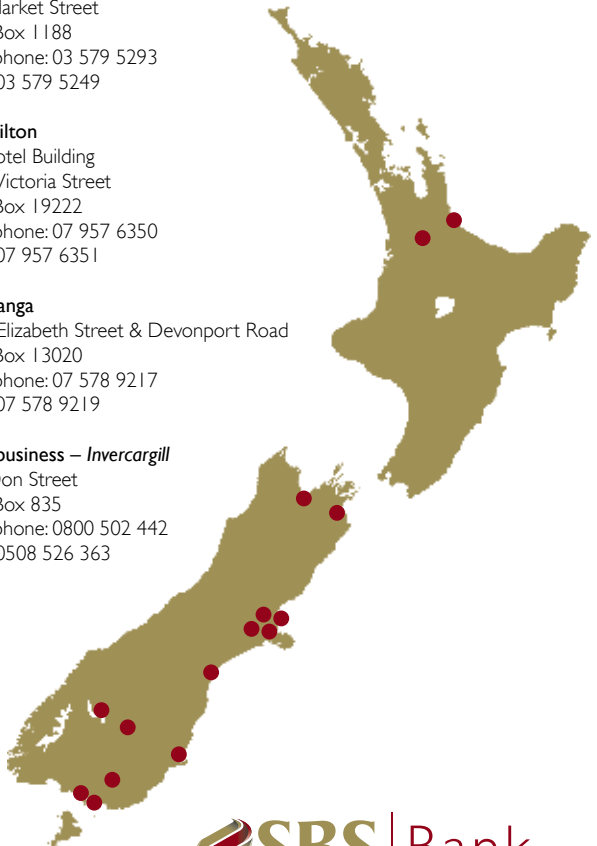 arket Street
Box 1188
phone: 03 579 5293
03 579 5249
ilton
otel Building
Victoria Street
Box 19222
phone: 07 957 6350
07 957 6351
anga
Elizabeth Street & Devonport Road
Box 13020
phone: 07 578 9217
07 578 9219
business – Invercargill
on Street
Box 835
phone: 0800 502 442
0508 526 363
SBS Bank